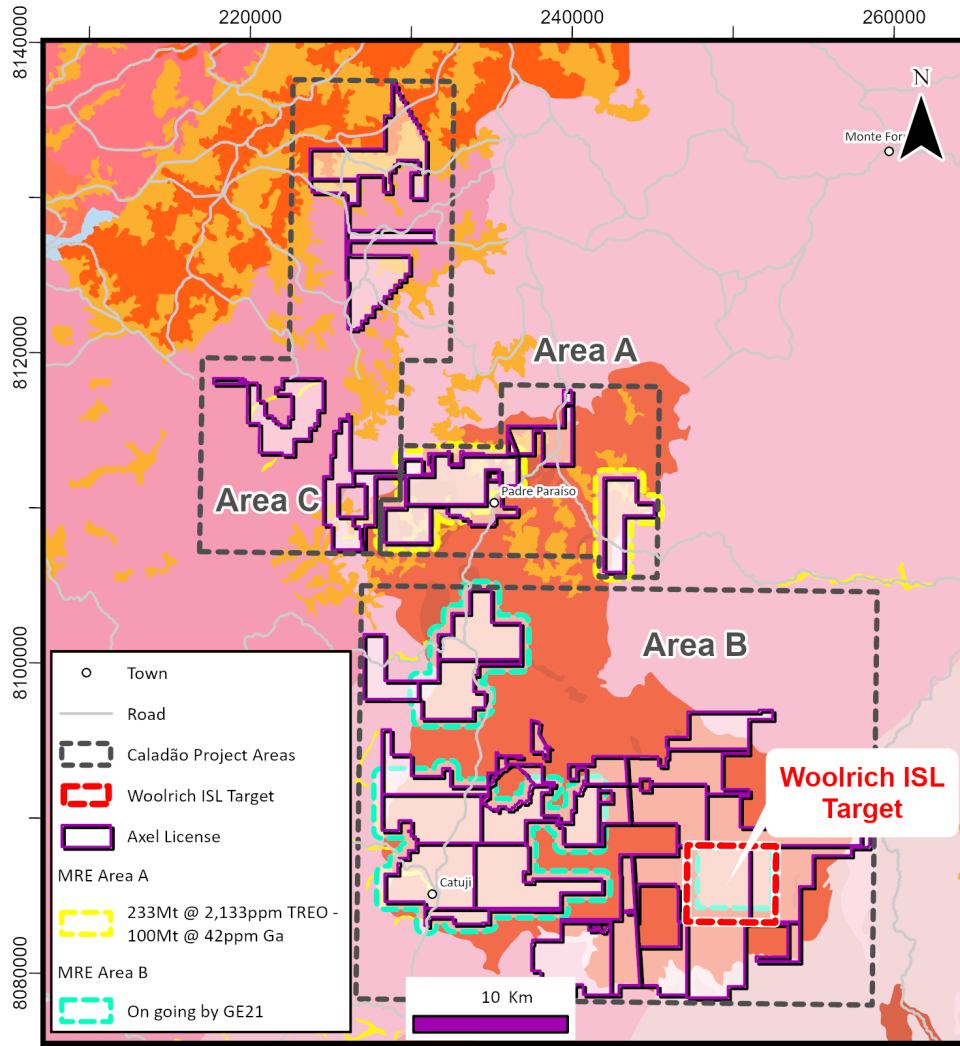 220000
240000
260000
8140000
N
Monte For
8120000
Area A
Area C
Padre Paraíso
8100000
Area B
Town
Road
Caladão Project Areas
Woolrich ISL Target
Axel License
MRE Area A
233Mt @ 2,133ppm TREO -
100Mt @ 42ppm Ga
MRE Area B
On going by GE21
Woolrich ISL
Target
Catuji
8080000
10 Km